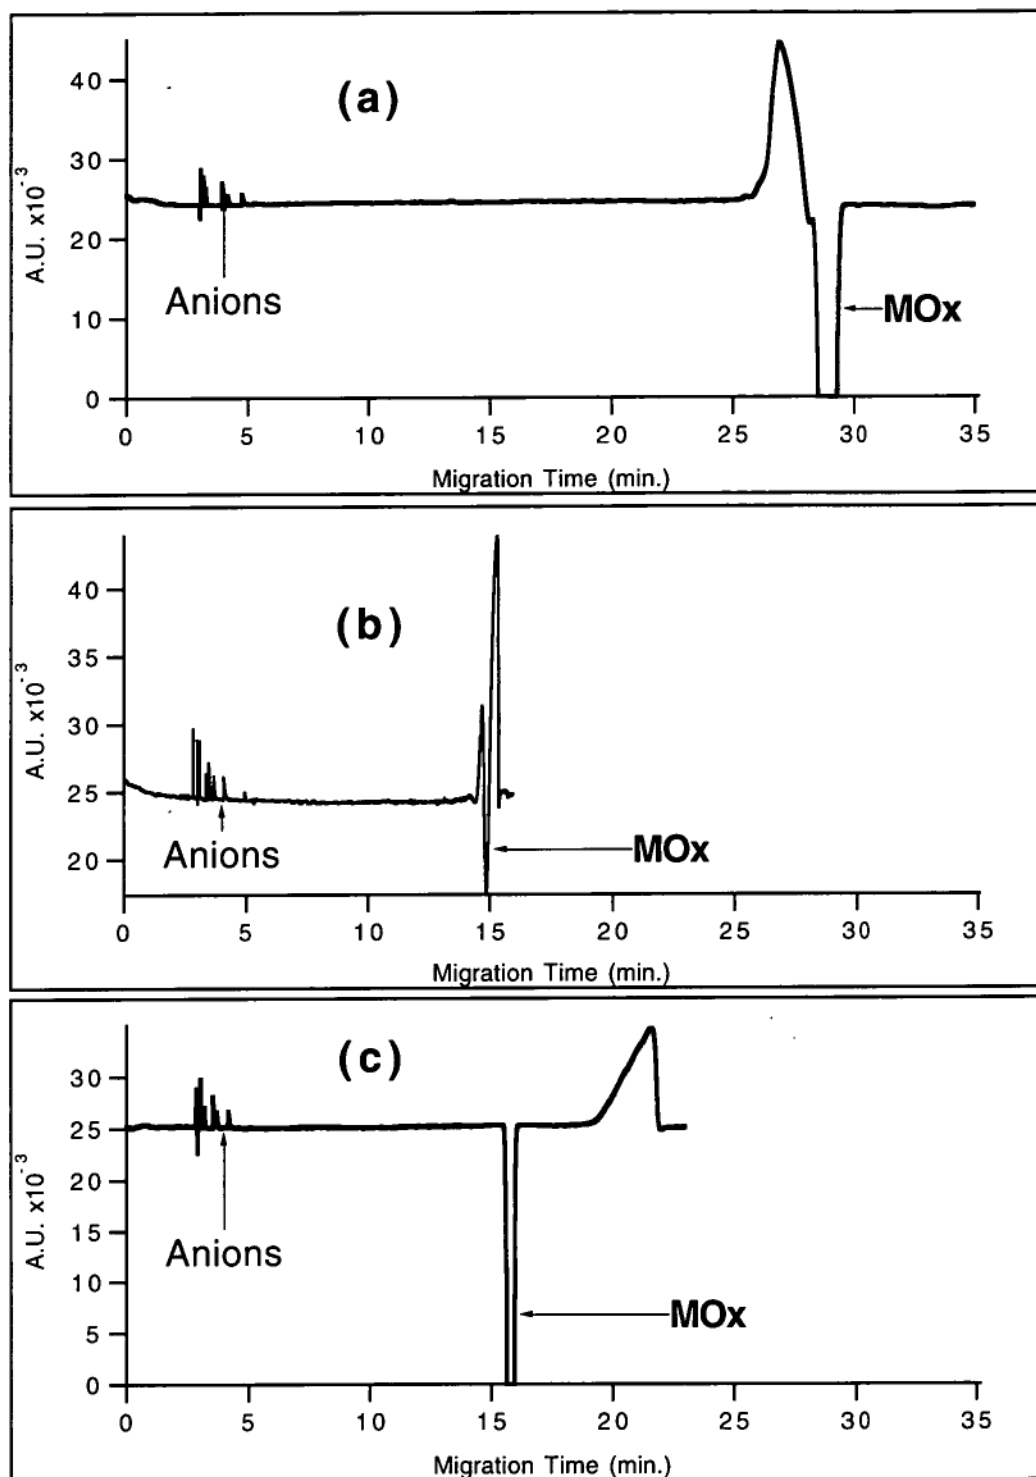 (a)
A.U. x10-3
40
30
20
10
0
Anions
MOx
0 5 10 15 20 25 30 35
Migration Time (min.)
(b)
A.U. x10-3
40
35
30
25
20
Anions
MOx
0 5 10 15 20 25 30 35
Migration Time (min.)
(c)
A.U. x10-3
30
25
20
15
10
5
0
Anions
MOx
0 5 10 15 20 25 30 35
Migration Time (min.)